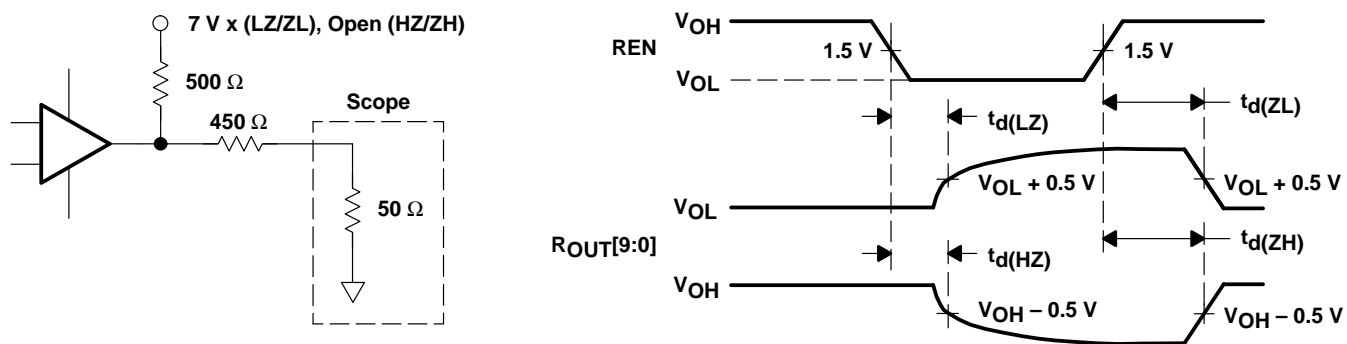 7 V x (LZ/ZL), Open (HZ/ZH)
500 Ω
450 Ω
Scope
50 Ω
REN
VOH
VOL
1.5 V
1.5 V
td(LZ)
td(ZL)
VOL
VOL + 0.5 V
VOL + 0.5 V
ROUT[9:0]
td(HZ)
td(ZH)
VOH
VOH – 0.5 V
VOH – 0.5 V